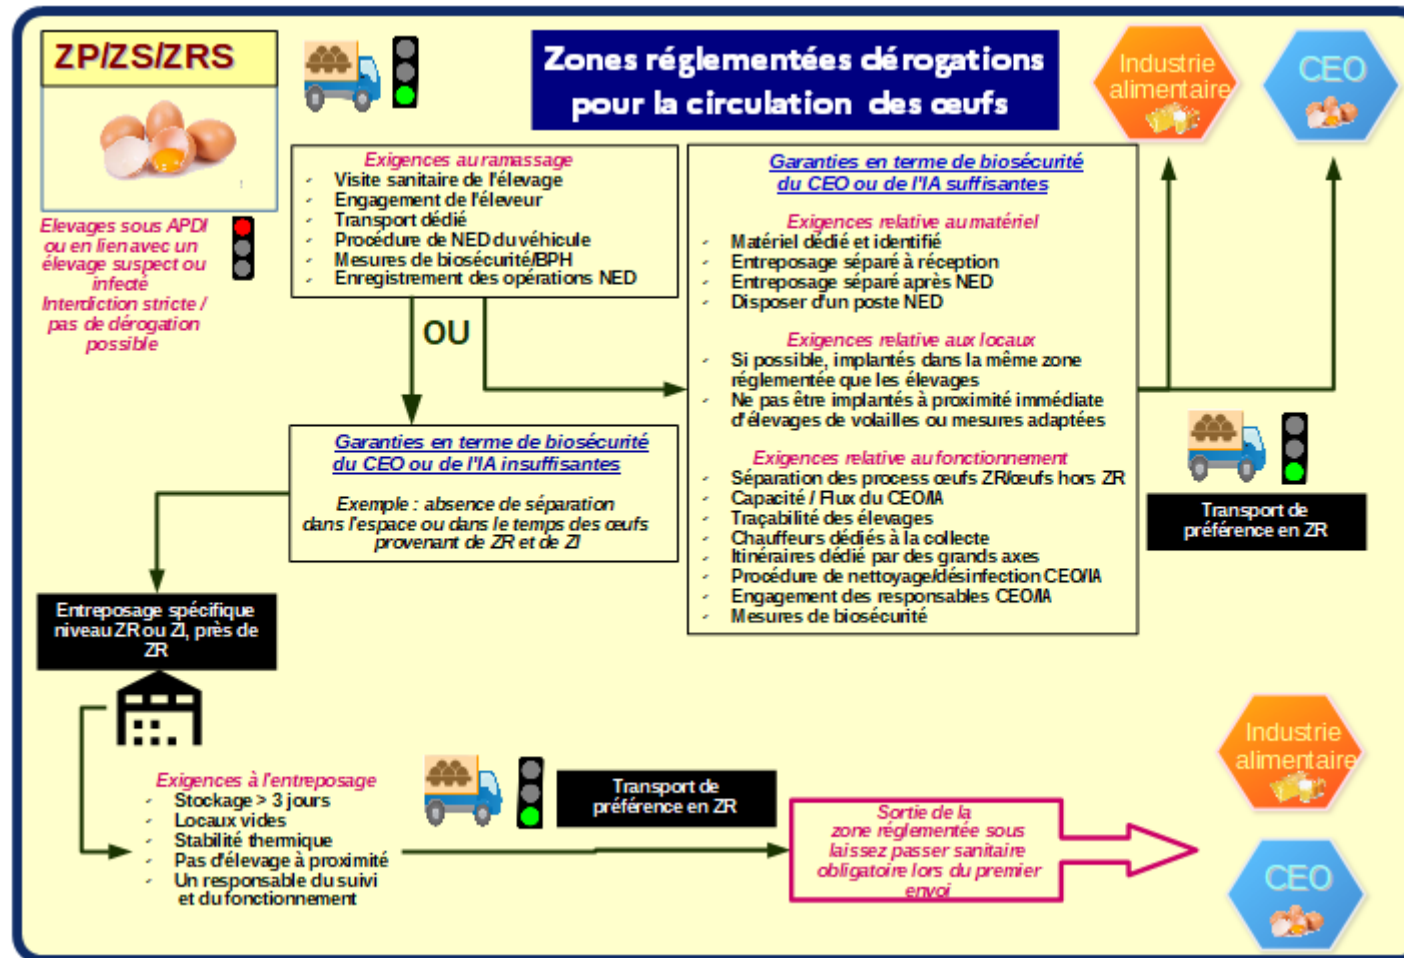 ZP/ZS/ZRS
Zones réglementées dérogations
pour la circulation des œufs
Industrie
alimentaire
CEO
Elevages sous APDI
ou en lien avec un
élevage suspect ou
infecté
Interdiction stricte /
pas de dérogation
possible
Exigences au ramassage
- Visite sanitaire de l'élevage
- Engagement de l'éleveur
- Transport dédié
- Procédure de NED du véhicule
- Mesures de biosécurité/BPH
- Enregistrement des opérations NED
OU
Garanties en terme de biosécurité
du CEO ou de l'IA suffisantes
Exigences relative au matériel
- Matériel dédié et identifié
- Entreposage séparé à réception
- Entreposage séparé après NED
- Disposer d'un poste NED
Exigences relative aux locaux
- Si possible, implantés dans la même zone
réglementée que les élevages
- Ne pas être implantés à proximité immédiate
d'élevages de volailles ou mesures adaptées
Exigences relative au fonctionnement
- Séparation des process œufs ZR/œufs hors ZR
- Capacité / Flux du CEO/IA
- Traçabilité des élevages
- Chauffeurs dédiés à la collecte
- Itinéraires dédié par des grands axes
- Procédure de nettoyage/désinfection CEO/IA
- Engagement des responsables CEO/IA
- Mesures de biosécurité
Transport de
préférence en ZR
Garanties en terme de biosécurité
du CEO ou de l'IA insuffisantes
Exemple : absence de séparation
dans l'espace ou dans le temps des œufs
provenant de ZR et de ZI
Entreposage spécifique
niveau ZR ou ZI, près de
ZR
Exigences à l'entreposage
- Stockage > 3 jours
- Locaux vides
- Stabilité thermique
- Pas d'élevage à proximité
- Un responsable du suivi
et du fonctionnement
Transport de
préférence en ZR
Sortie de la
zone réglementée sous
laissez passer sanitaire
obligatoire lors du premier
envoi
Industrie
alimentaire
CEO